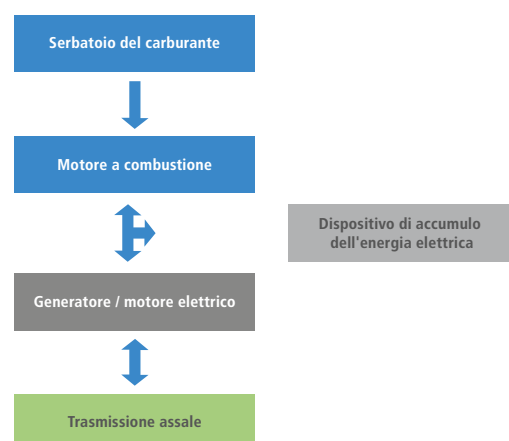 Serbatoio del carburante
Motore a combustione
Dispositivo di accumulo
dell'energia elettrica
Generatore / motore elettrico
Trasmissione assale